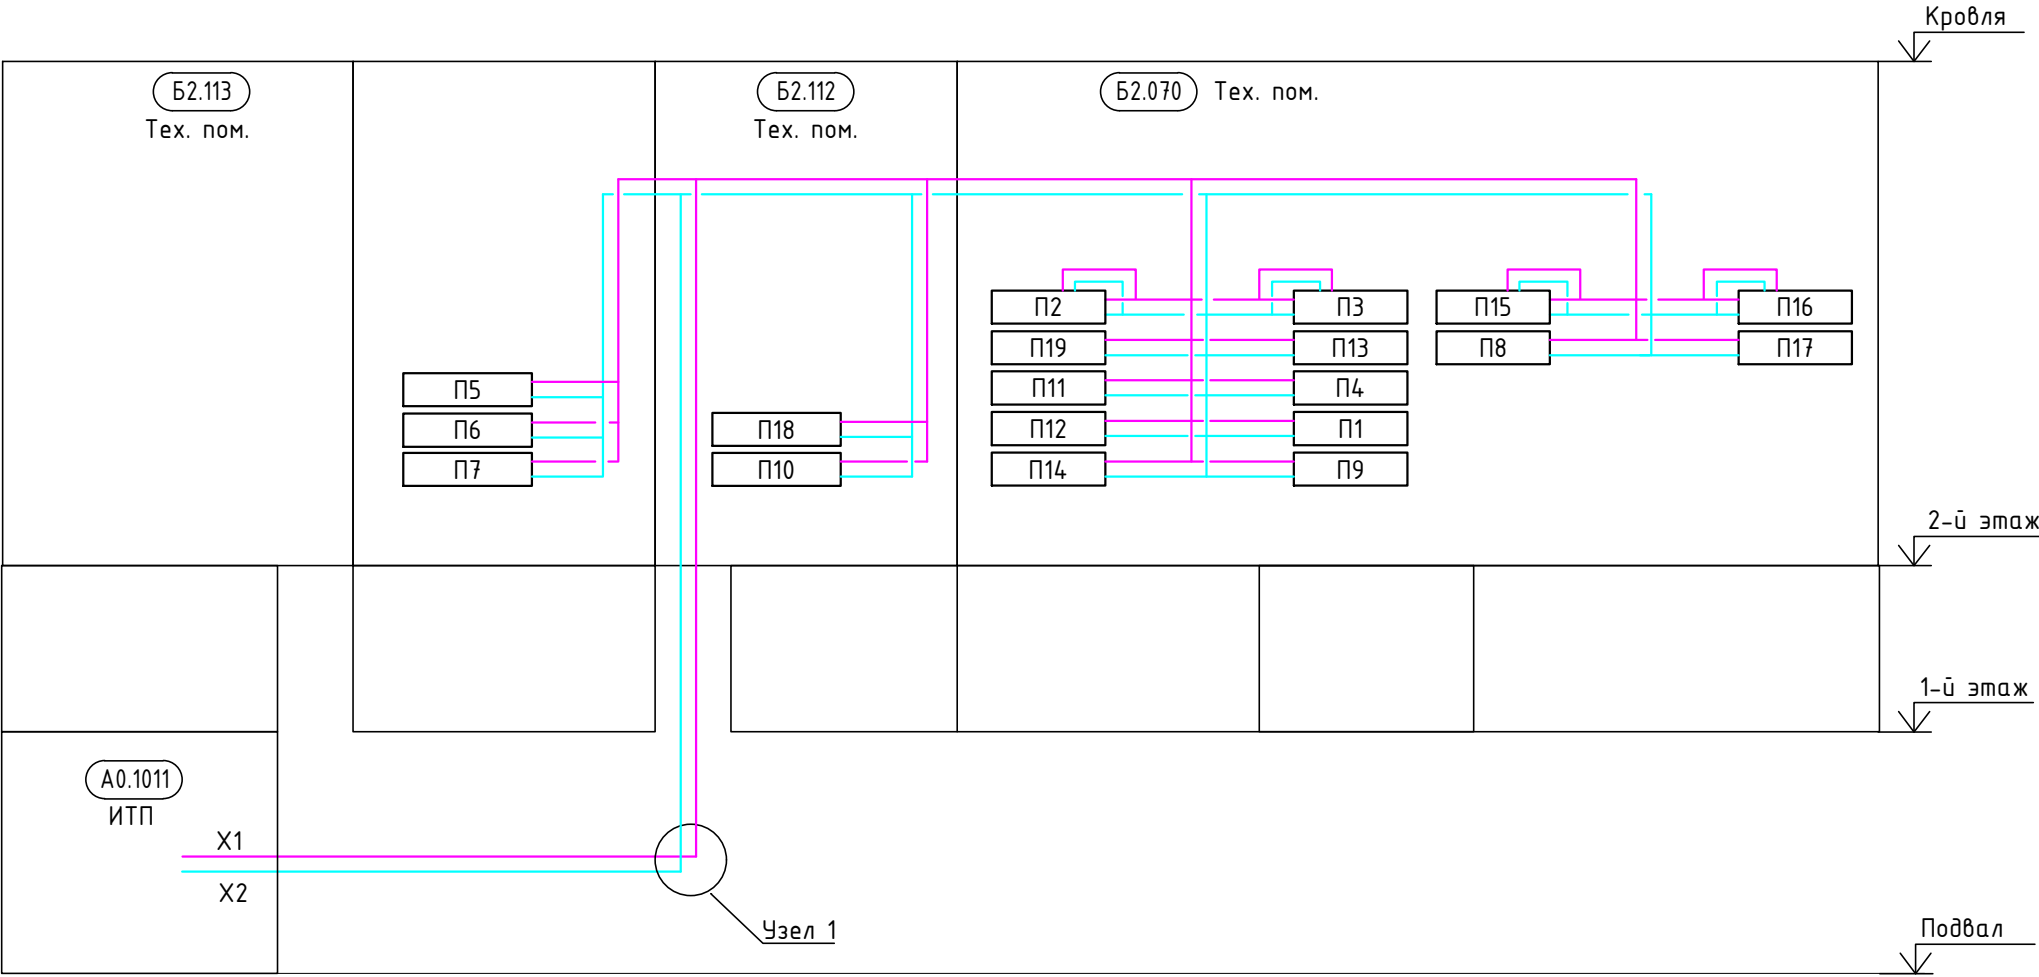 Кровля
Б2.113
Тех. пом.
Б2.112
Тех. пом.
Б2.070 Тех. пом.
П2 П3 П15 П16
П19 П13 П8 П17
П5 П11 П4
П6 П18 П12 П1
П7 П10 П14 П9
2-й этаж
1-й этаж
А0.1011
ИТП
Х1
Х2
Узел 1
Подвал